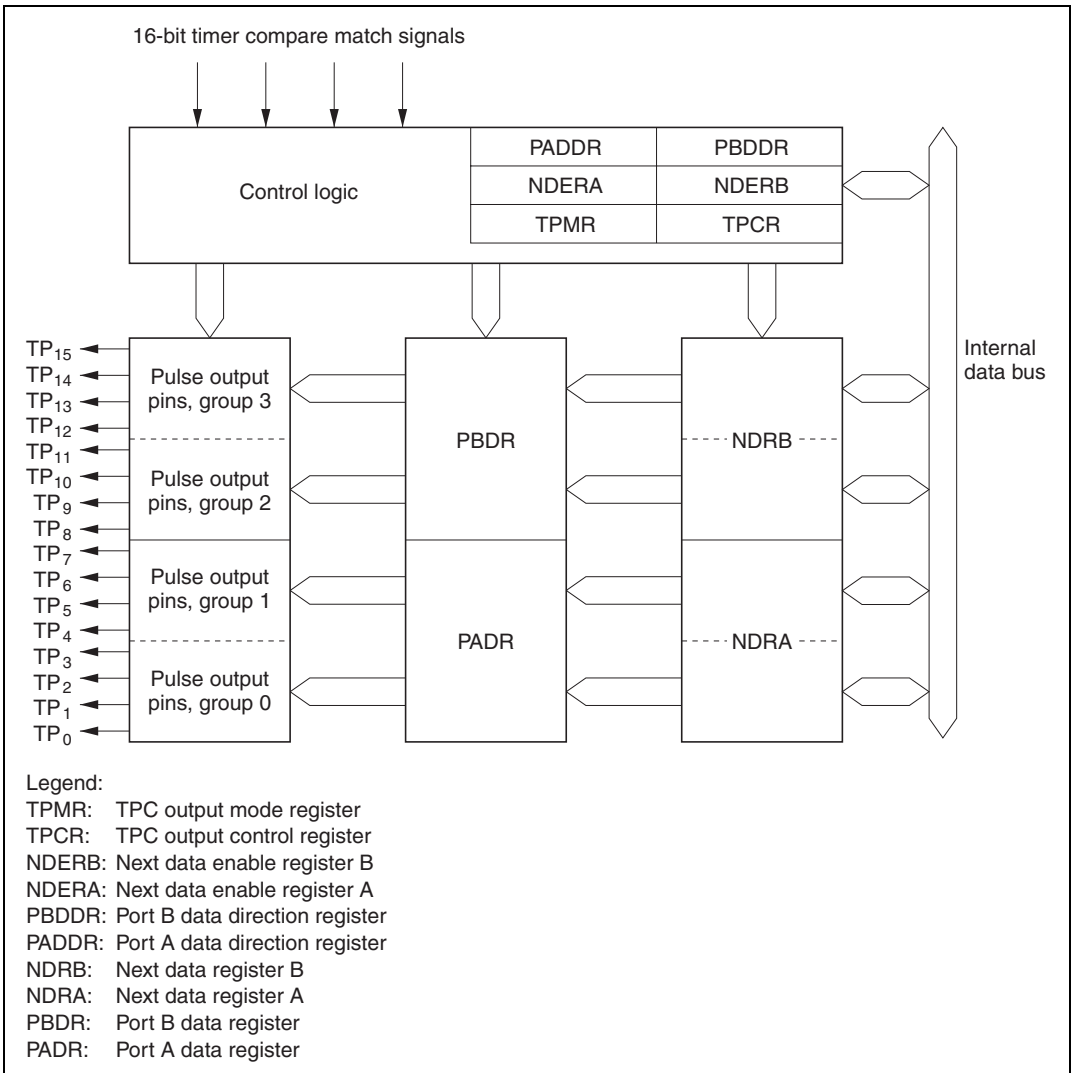 16-bit timer compare match signals
Control logic
PADDR PBDDR
NDERA NDERB
TPMR TPCR
Internal
data bus
TP15
TP14
TP13
TP12
TP11
TP10
TP9
TP8
TP7
TP6
TP5
TP4
TP3
TP2
TP1
TP0
Pulse output
pins, group 3
Pulse output
pins, group 2
Pulse output
pins, group 1
Pulse output
pins, group 0
PBDR
PADR
NDRB
NDRA
Legend:
TPMR: TPC output mode register
TPCR: TPC output control register
NDERB: Next data enable register B
NDERA: Next data enable register A
PBDDR: Port B data direction register
PADDR: Port A data direction register
NDRB: Next data register B
NDRA: Next data register A
PBDR: Port B data register
PADR: Port A data register